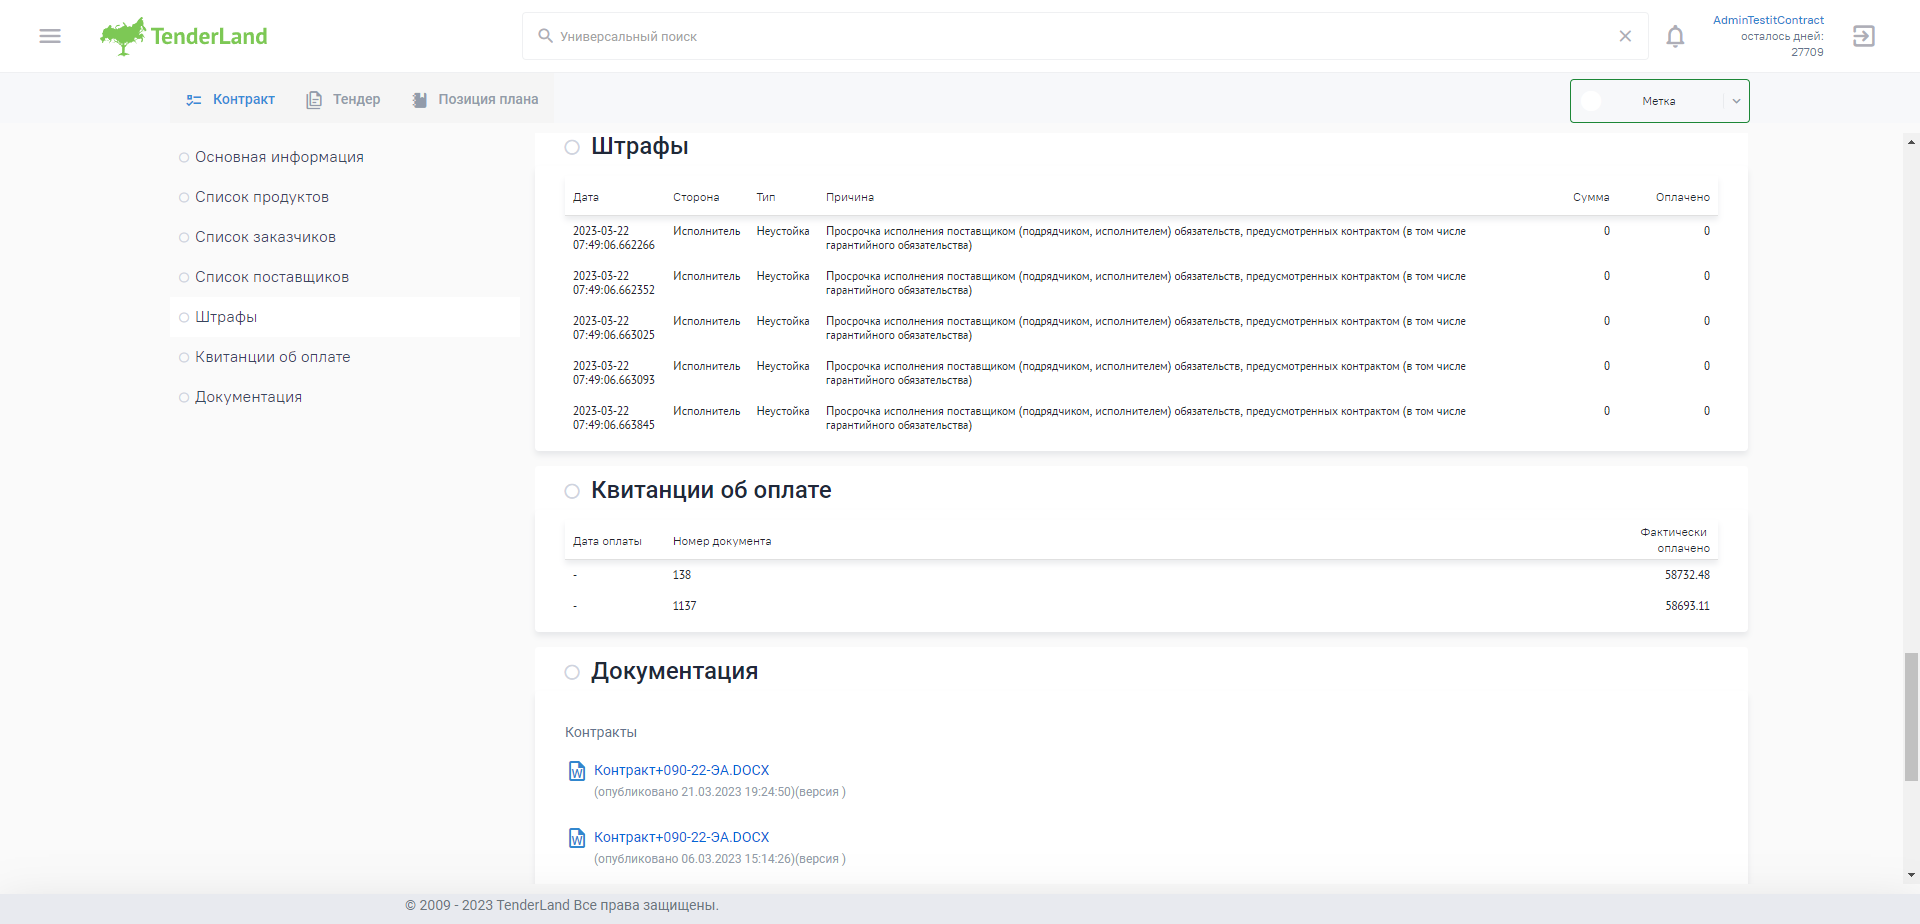 TenderLand
Универсальный поиск
AdminTestitContract
осталось дней:
27709
Контракт
Тендер
Позиция плана
Метка
Основная информация
Список продуктов
Список заказчиков
Список поставщиков
Штрафы
Квитанции об оплате
Документация
Штрафы
Дата Сторона Тип Причина Сумма Оплачено
2023-03-22 Исполнитель Неустойка Просрочка исполнения поставщиком (подрядчиком, исполнителем) обязательств, предусмотренных контрактом (в том числе 0 0
07:49:06.662266 гарантийного обязательства)
2023-03-22 Исполнитель Неустойка Просрочка исполнения поставщиком (подрядчиком, исполнителем) обязательств, предусмотренных контрактом (в том числе 0 0
07:49:06.662352 гарантийного обязательства)
2023-03-22 Исполнитель Неустойка Просрочка исполнения поставщиком (подрядчиком, исполнителем) обязательств, предусмотренных контрактом (в том числе 0 0
07:49:06.663025 гарантийного обязательства)
2023-03-22 Исполнитель Неустойка Просрочка исполнения поставщиком (подрядчиком, исполнителем) обязательств, предусмотренных контрактом (в том числе 0 0
07:49:06.663093 гарантийного обязательства)
2023-03-22 Исполнитель Неустойка Просрочка исполнения поставщиком (подрядчиком, исполнителем) обязательств, предусмотренных контрактом (в том числе 0 0
07:49:06.663845 гарантийного обязательства)
Квитанции об оплате
Дата оплаты Номер документа Фактически
оплачено
- 138 58732.48
- 1137 58693.11
Документация
Контракты
Контракт+090-22-ЭА.DOCX
(опубликовано 21.03.2023 19:24:50)(версия )
Контракт+090-22-ЭА.DOCX
(опубликовано 06.03.2023 15:14:26)(версия )
© 2009 - 2023 TenderLand Все права защищены.